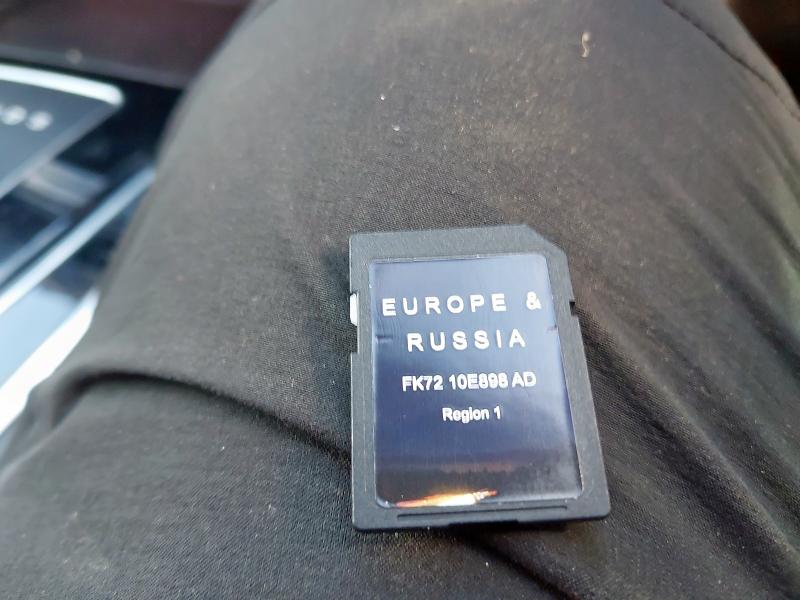 EUROPE &
RUSSIA
FK72 10E898 AD
Region 1